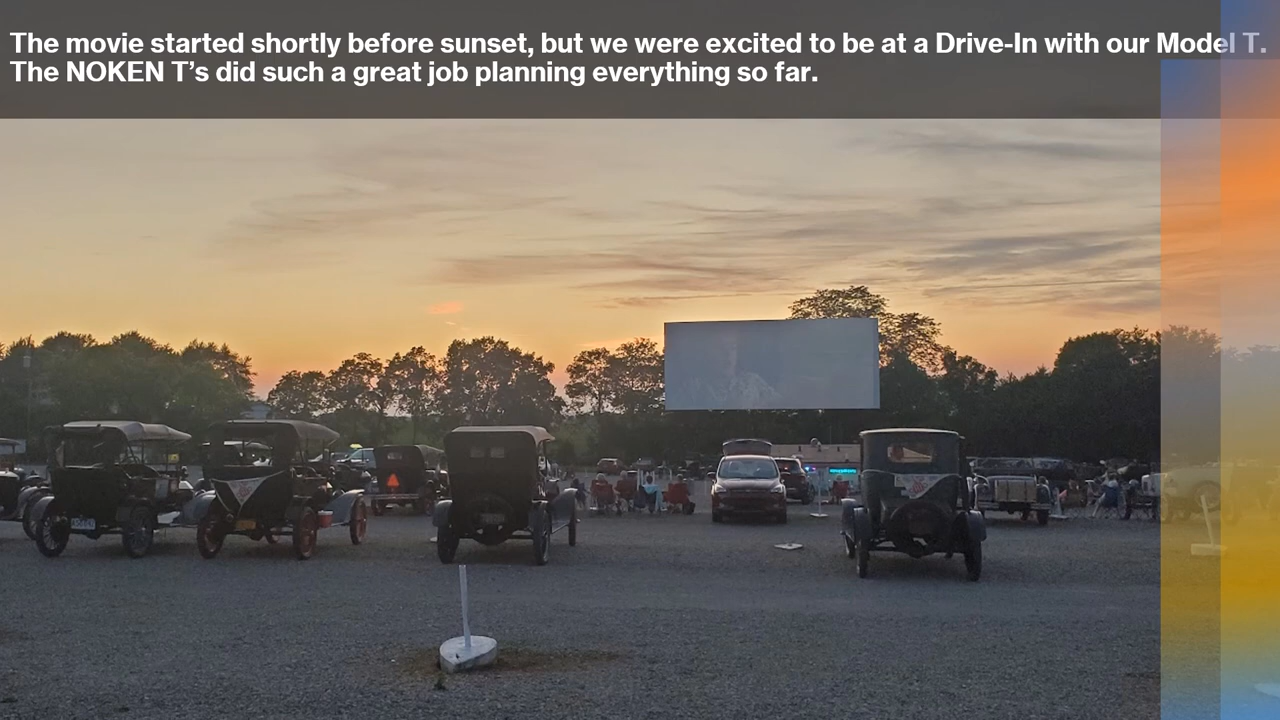 The movie started shortly before sunset, but we were excited to be at a Drive-In with our Model T.
The NOKEN T’s did such a great job planning everything so far.